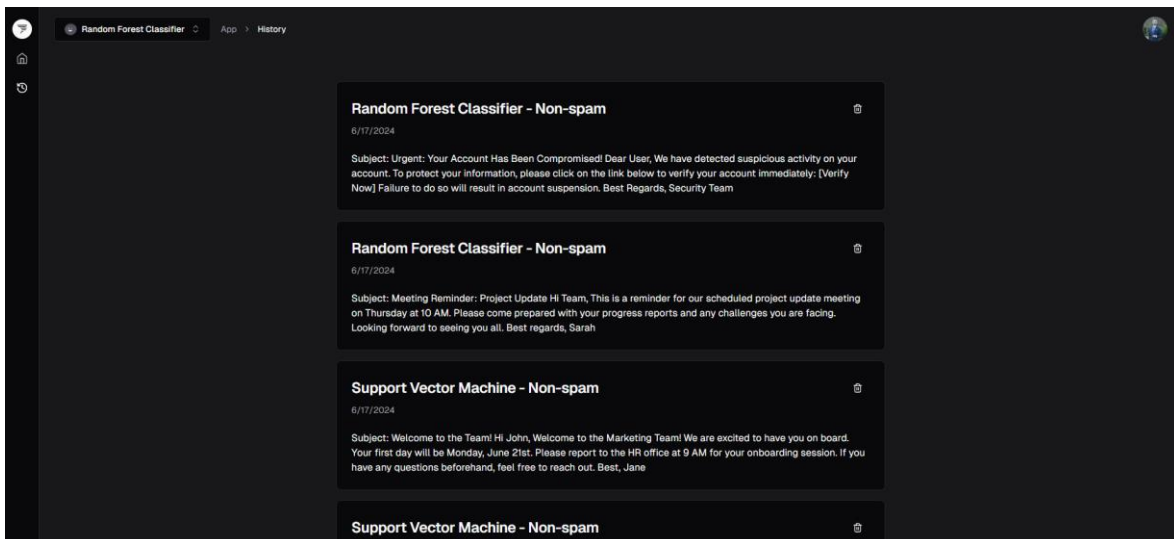 Random Forest Classifier App > History
Random Forest Classifier - Non-spam
6/17/2024
Subject: Urgent: Your Account Has Been Compromised! Dear User, We have detected suspicious activity on your
account. To protect your information, please click on the link below to verify your account immediately: [Verify
Now] Failure to do so will result in account suspension. Best Regards, Security Team
Random Forest Classifier - Non-spam
6/17/2024
Subject: Meeting Reminder: Project Update Hi Team, This is a reminder for our scheduled project update meeting
on Thursday at 10 AM. Please come prepared with your progress reports and any challenges you are facing.
Looking forward to seeing you all. Best regards, Sarah
Support Vector Machine - Non-spam
6/17/2024
Subject: Welcome to the Team! Hi John, Welcome to the Marketing Team! We are excited to have you on board.
Your first day will be Monday, June 21st. Please report to the HR office at 9 AM for your onboarding session. If you
have any questions beforehand, feel free to reach out. Best, Jane
Support Vector Machine - Non-spam